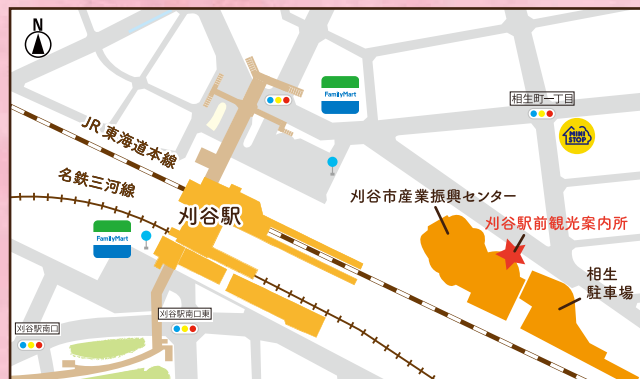 N
FamilyMart
相生町一丁目
MINI
STOP
JR東海道本線
名鉄三河線
刈谷駅
刈谷市産業振興センター
刈谷駅前観光案内所
FamilyMart
相生
駐車場
刈谷駅南口東
刈谷駅南口